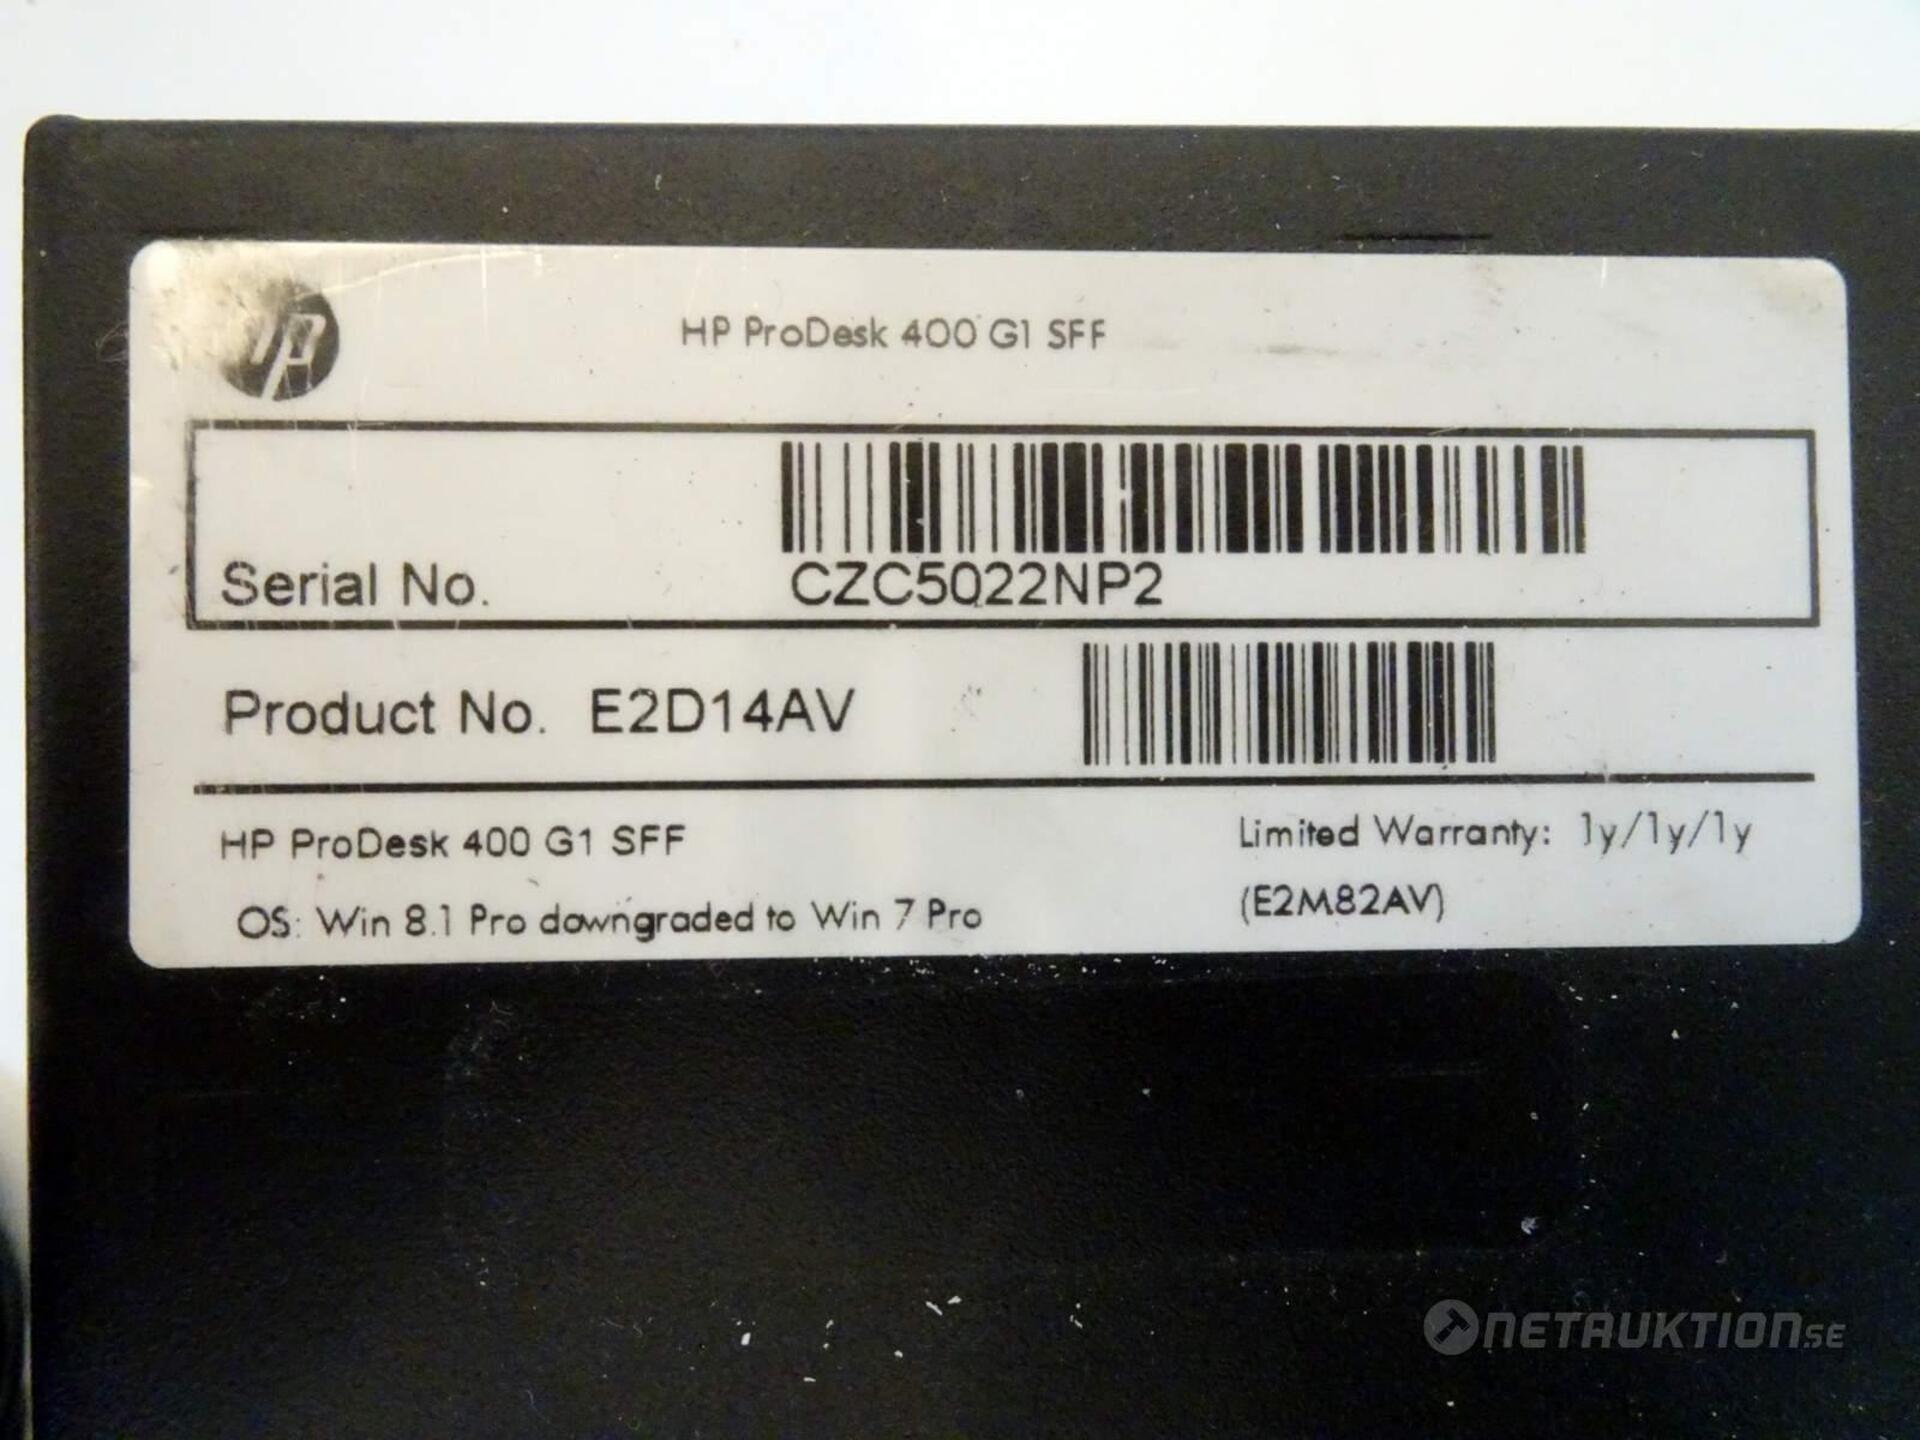 hp
HP ProDesk 400 G1 SFF
Serial No. CZC5022NP2
Product No. E2D14AV
HP ProDesk 400 G1 SFF
Limited Warranty: 1y/1y/1y
OS: Win 8.1 Pro downgraded to Win 7 Pro
(E2M82AV)
NETAUKTION.SE